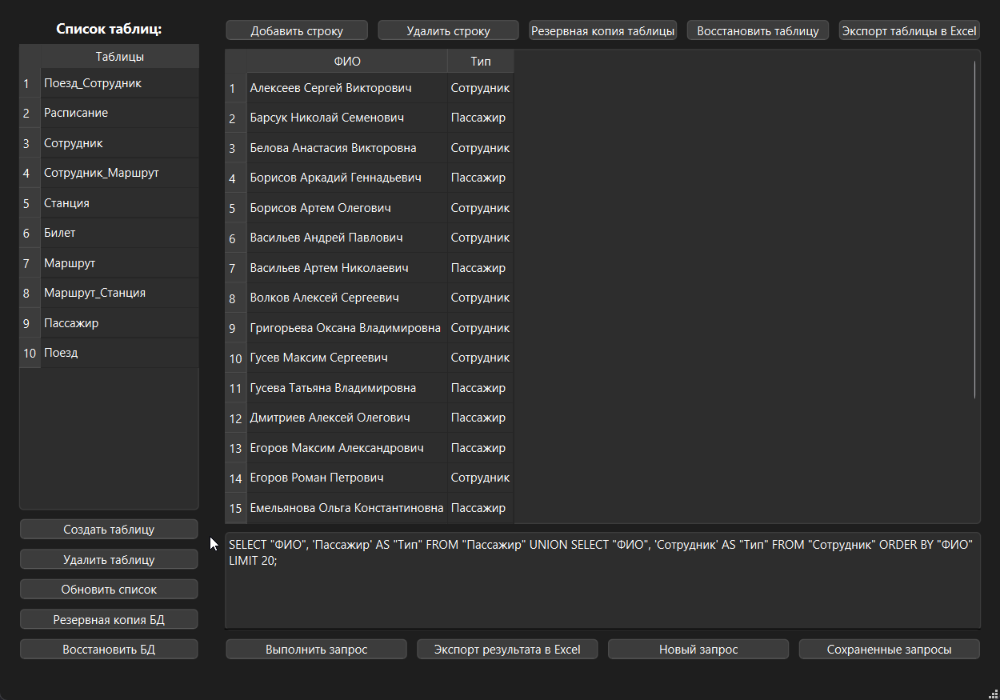 Список таблиц:
Таблицы
1 Поезд_Сотрудник
2 Расписание
3 Сотрудник
4 Сотрудник_Маршрут
5 Станция
6 Билет
7 Маршрут
8 Маршрут_Станция
9 Пассажир
10 Поезд
Создать таблицу
Удалить таблицу
Обновить список
Резервная копия БД
Восстановить БД
Добавить строку Удалить строку Резервная копия таблицы Восстановить таблицу Экспорт таблицы в Excel
ФИО Тип
1 Алексеев Сергей Викторович Сотрудник
2 Барсук Николай Семенович Пассажир
3 Белова Анастасия Викторовна Сотрудник
4 Борисов Аркадий Геннадьевич Пассажир
5 Борисов Артем Олегович Сотрудник
6 Васильев Андрей Павлович Сотрудник
7 Васильев Артем Николаевич Пассажир
8 Волков Алексей Сергеевич Сотрудник
9 Григорьева Оксана Владимировна Сотрудник
10 Гусев Максим Сергеевич Сотрудник
11 Гусева Татьяна Владимировна Пассажир
12 Дмитриев Алексей Олегович Пассажир
13 Егоров Максим Александрович Пассажир
14 Егоров Роман Петрович Сотрудник
15 Емельянова Ольга Константиновна Пассажир
SELECT "ФИО", 'Пассажир' AS "Тип" FROM "Пассажир" UNION SELECT "ФИО", 'Сотрудник' AS "Тип" FROM "Сотрудник" ORDER BY "ФИО"
LIMIT 20;
Выполнить запрос Экспорт результата в Excel Новый запрос Сохраненные запросы